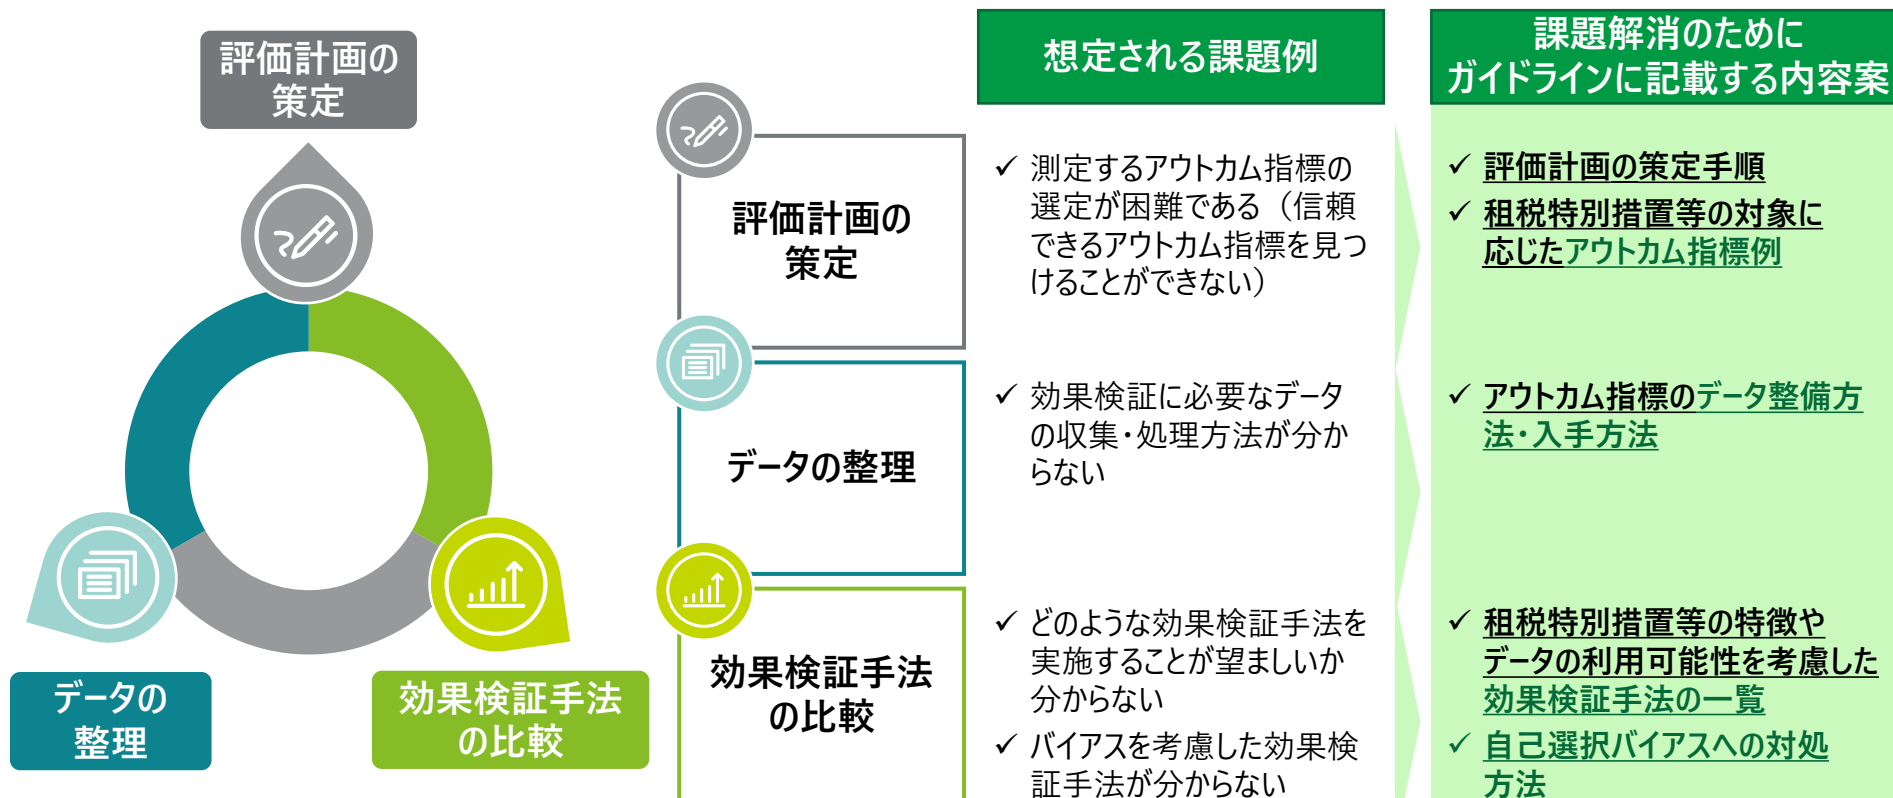 評価計画の
策定
データの
整理
効果検証手法
の比較
想定される課題例
課題解消のために
ガイドラインに記載する内容案
評価計画の
策定
✓ 測定するアウトカム指標の
選定が困難である（信頼
できるアウトカム指標を見つ
けることができない）
✓ 評価計画の策定手順
✓ 租税特別措置等の対象に
応じたアウトカム指標例
データの整理
✓ 効果検証に必要なデータ
の収集・処理方法が分か
らない
✓ アウトカム指標のデータ整備方
法・入手方法
効果検証手法
の比較
✓ どのような効果検証手法を
実施することが望ましいか
分からない
✓ バイアスを考慮した効果検
証手法が分からない
✓ 租税特別措置等の特徴や
データの利用可能性を考慮した
効果検証手法の一覧
✓ 自己選択バイアスへの対処
方法